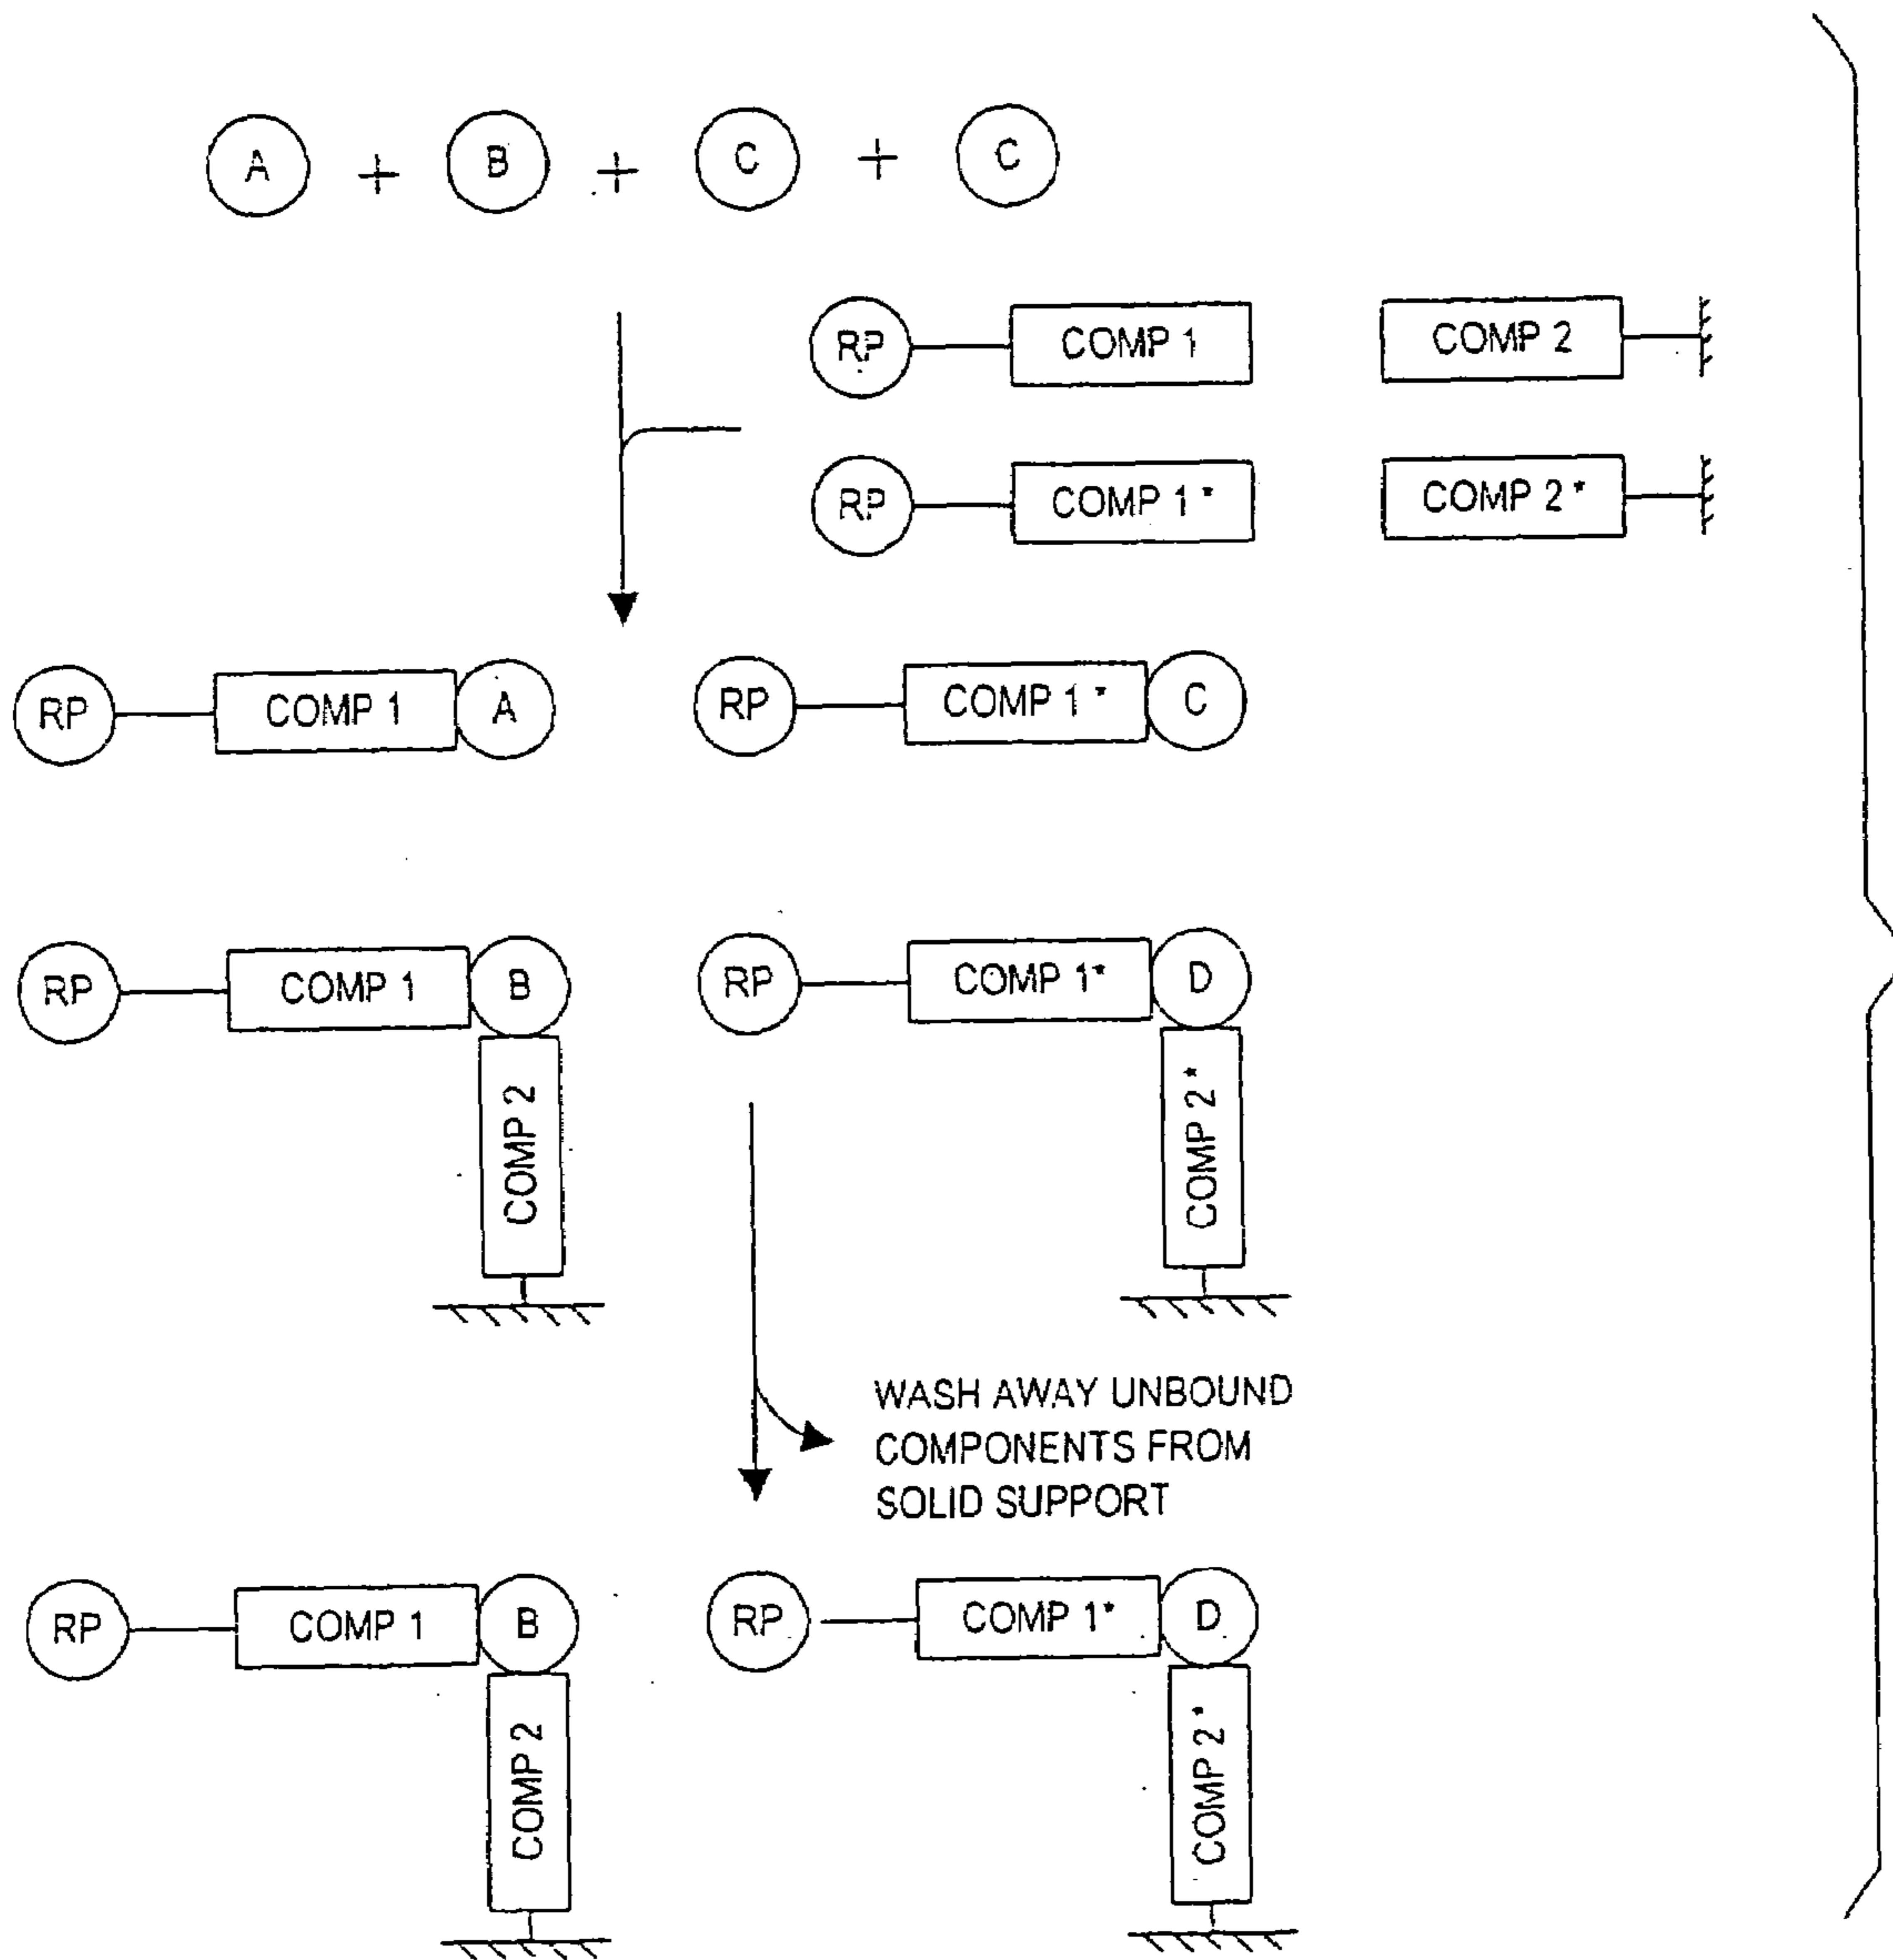 A + B + C + C
RP COMP 1 COMP 2
RP COMP 1* COMP 2*
RP COMP 1 A RP COMP 1* C
RP COMP 1 B RP COMP 1* D
COMP 2 COMP 2*
WASH AWAY UNBOUND
COMPONENTS FROM
SOLID SUPPORT
RP COMP 1 B RP COMP 1* D
COMP 2 COMP 2*